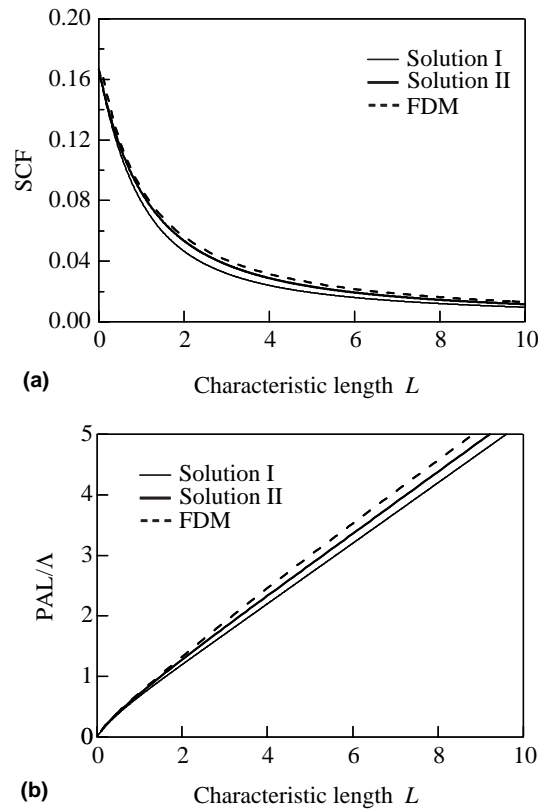 0.20
0.16
0.12
0.08
0.04
0.00
SCF
Solution I
Solution II
FDM
0 2 4 6 8 10
(a)
Characteristic length L
5
4
3
2
1
0
PAL/Λ
Solution I
Solution II
FDM
0 2 4 6 8 10
(b)
Characteristic length L